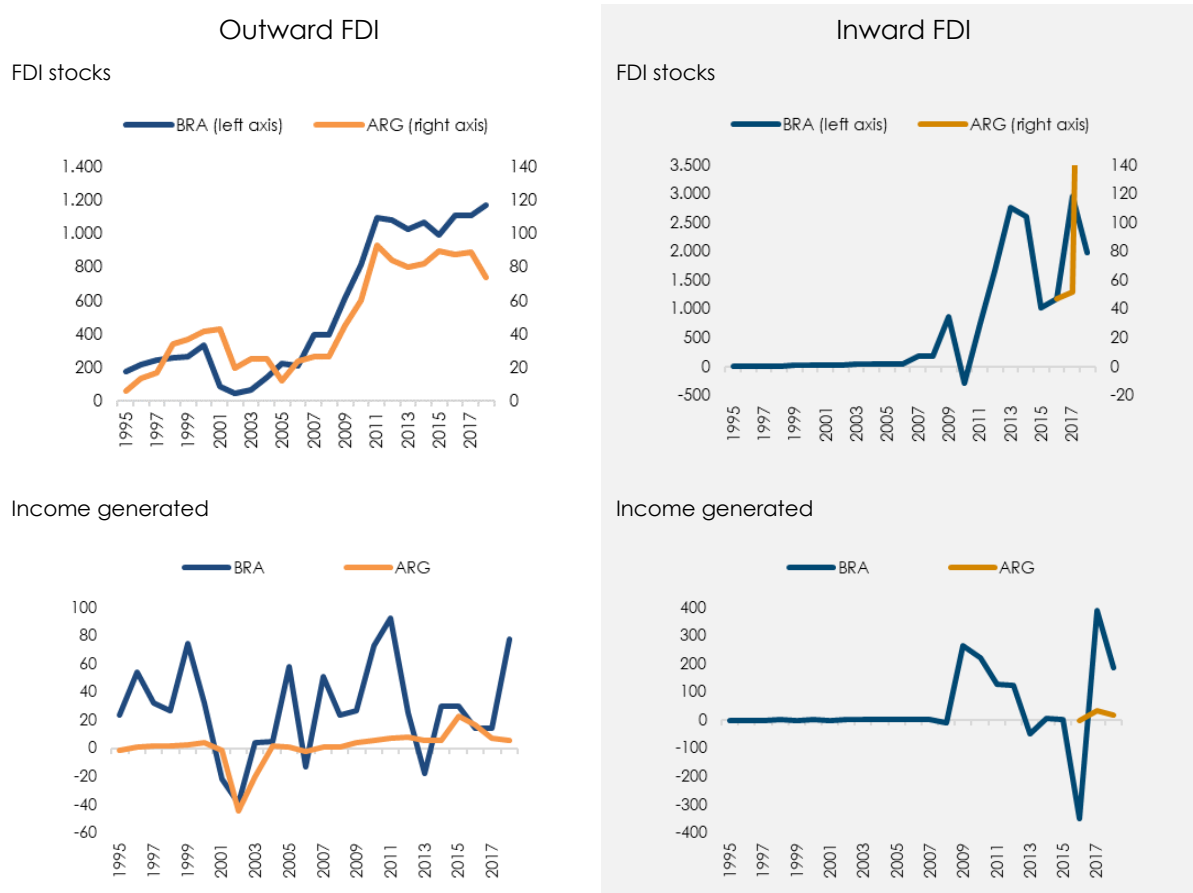 Outward FDI
FDI stocks
BRA (left axis) ARG (right axis)
1.400 140
1.200 120
1.000 100
800 80
600 60
400 40
200 20
0 0
1995 1997 1999 2001 2003 2005 2007 2009 2011 2013 2015 2017
Inward FDI
FDI stocks
BRA (left axis) ARG (right axis)
3.500 140
3.000 120
2.500 100
2.000 80
1.500 60
1.000 40
500 20
0 0
-500 -20
1995 1997 1999 2001 2003 2005 2007 2009 2011 2013 2015 2017
Income generated
BRA ARG
100
80
60
40
20
0
-20
-40
-60
1995 1997 1999 2001 2003 2005 2007 2009 2011 2013 2015 2017
Income generated
BRA ARG
400
300
200
100
0
-100
-200
-300
-400
1995 1997 1999 2001 2003 2005 2007 2009 2011 2013 2015 2017